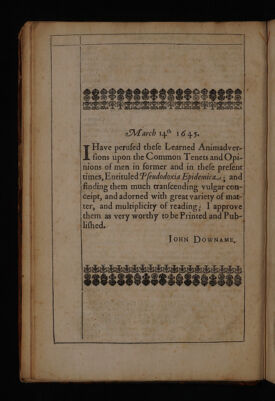 March 14.th 1645.
I Have perused these Learned Animadver-
sions upon the Common Tenets and Opi-
nions of men in former and in these present
times, Entituled Pseudodoxia Epidemica; and
finding them much transcending vulgar con-
ceipt, and adorned with great variety of mat-
ter, and multiplicity of reading; I approve
them as very worthy to be Printed and Pub-
lished.
JOHN DOWNAME.